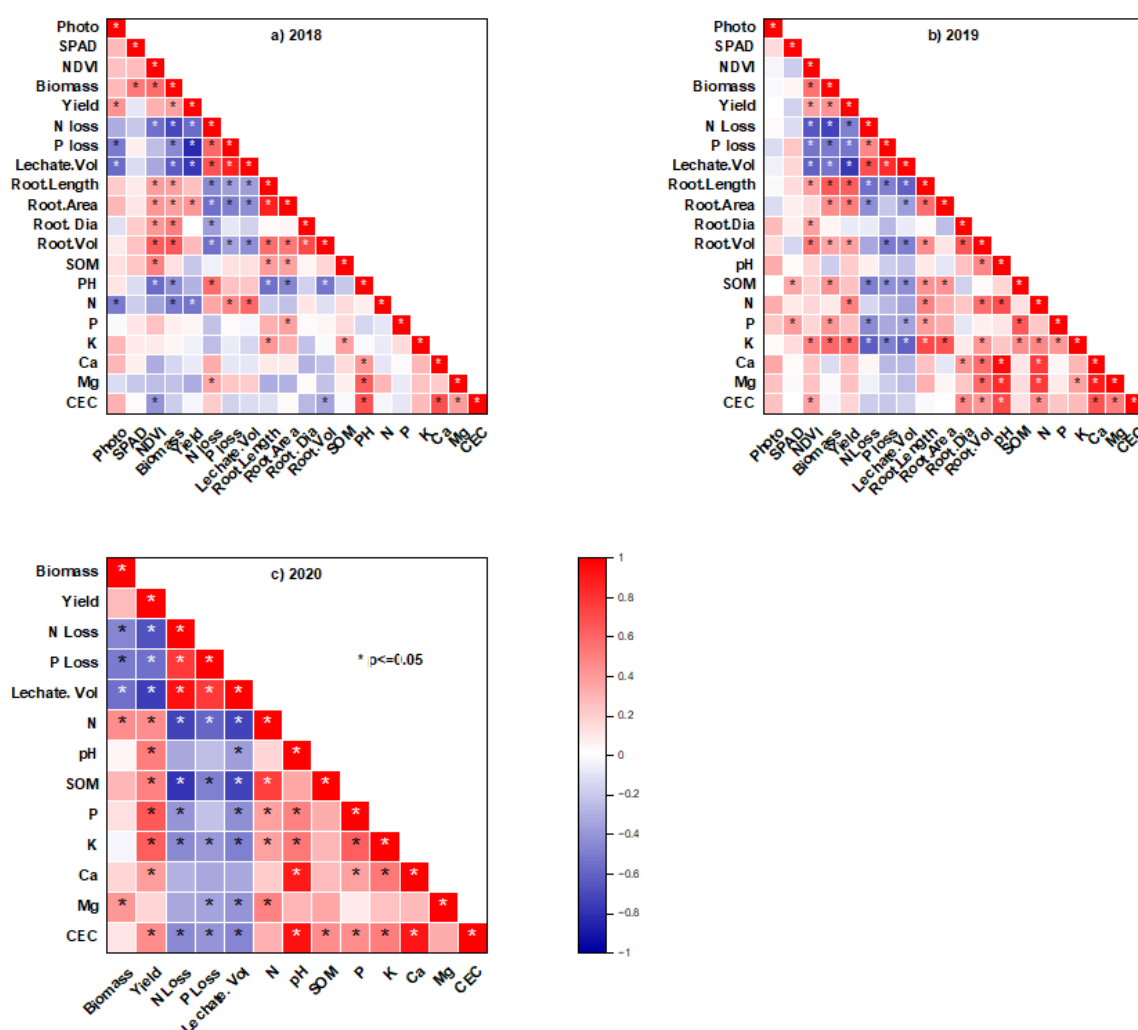 a) 2018
Photo
SPAD
NDVI
Biomass
Yield
N loss
P loss
Lechate.Vol
Root.Length
Root.Area
Root. Dia
Root.Vol
SOM
PH
N
P
K
Ca
Mg
CEC
Photo SPAD NDVI Biomass Yield N loss P loss Lechate.Vol Root.Length Root.Area Root. Dia Root.Vol SOM PH N P K Ca Mg CEC
b) 2019
Photo
SPAD
NDVI
Biomass
Yield
N Loss
P loss
Lechate.Vol
Root.Length
Root.Area
Root.Dia
Root.Vol
pH
SOM
N
P
K
Ca
Mg
CEC
Photo SPAD NDVI Biomass Yield N Loss P loss Lechate.Vol Root.Length Root.Area Root.Dia Root.Vol pH SOM N P K Ca Mg CEC
c) 2020
* p<=0.05
Biomass
Yield
N Loss
P Loss
Lechate. Vol
N
pH
SOM
P
K
Ca
Mg
CEC
Biomass Yield N Loss P Loss Lechate. Vol N pH SOM P K Ca Mg CEC
1
0.8
0.6
0.4
0.2
0
−0.2
−0.4
−0.6
−0.8
−1